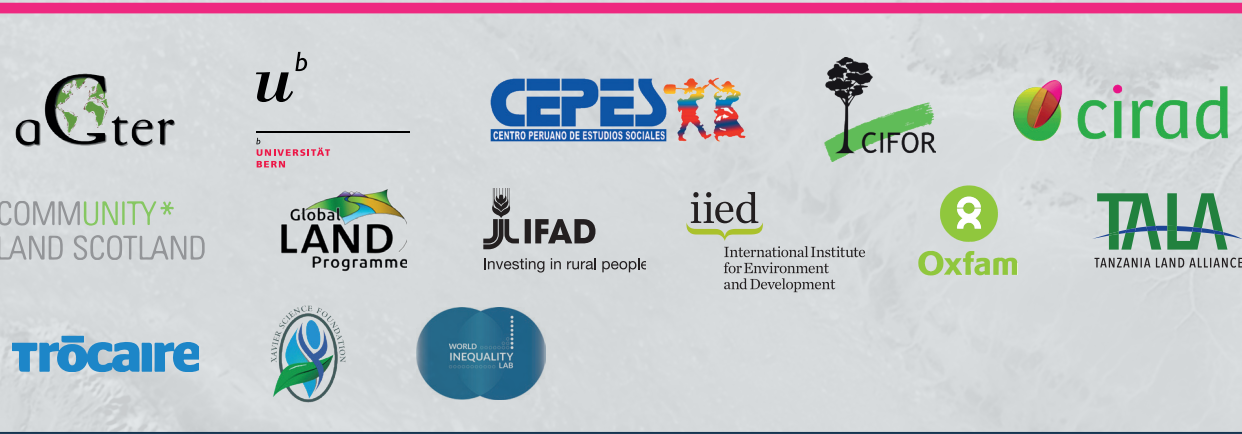 aGter
u^b
b
UNIVERSITÄT
BERN
CEPES
CENTRO PERUANO DE ESTUDIOS SOCIALES
CIFOR
cirad
COMMUNITY*
LAND SCOTLAND
Global
LAND
Programme
JLIFAD
Investing in rural people
iied
International Institute
for Environment
and Development
Oxfam
TALA
TANZANIA LAND ALLIANCE
Trōcaire
XAVIER SCIENCE FOUNDATION
WORLD
INEQUALITY
LAB